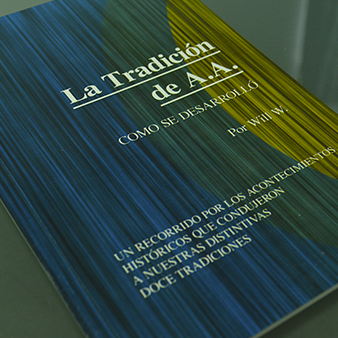 La Tradición
de A.A.
COMO SE DESARROLLÓ
Por Will W.
UN RECORRIDO POR LOS ACONTECIMIENTOS
HISTÓRICOS QUE CONDUJERON
A NUESTRAS DISTINTIVAS
DOCE TRADICIONES